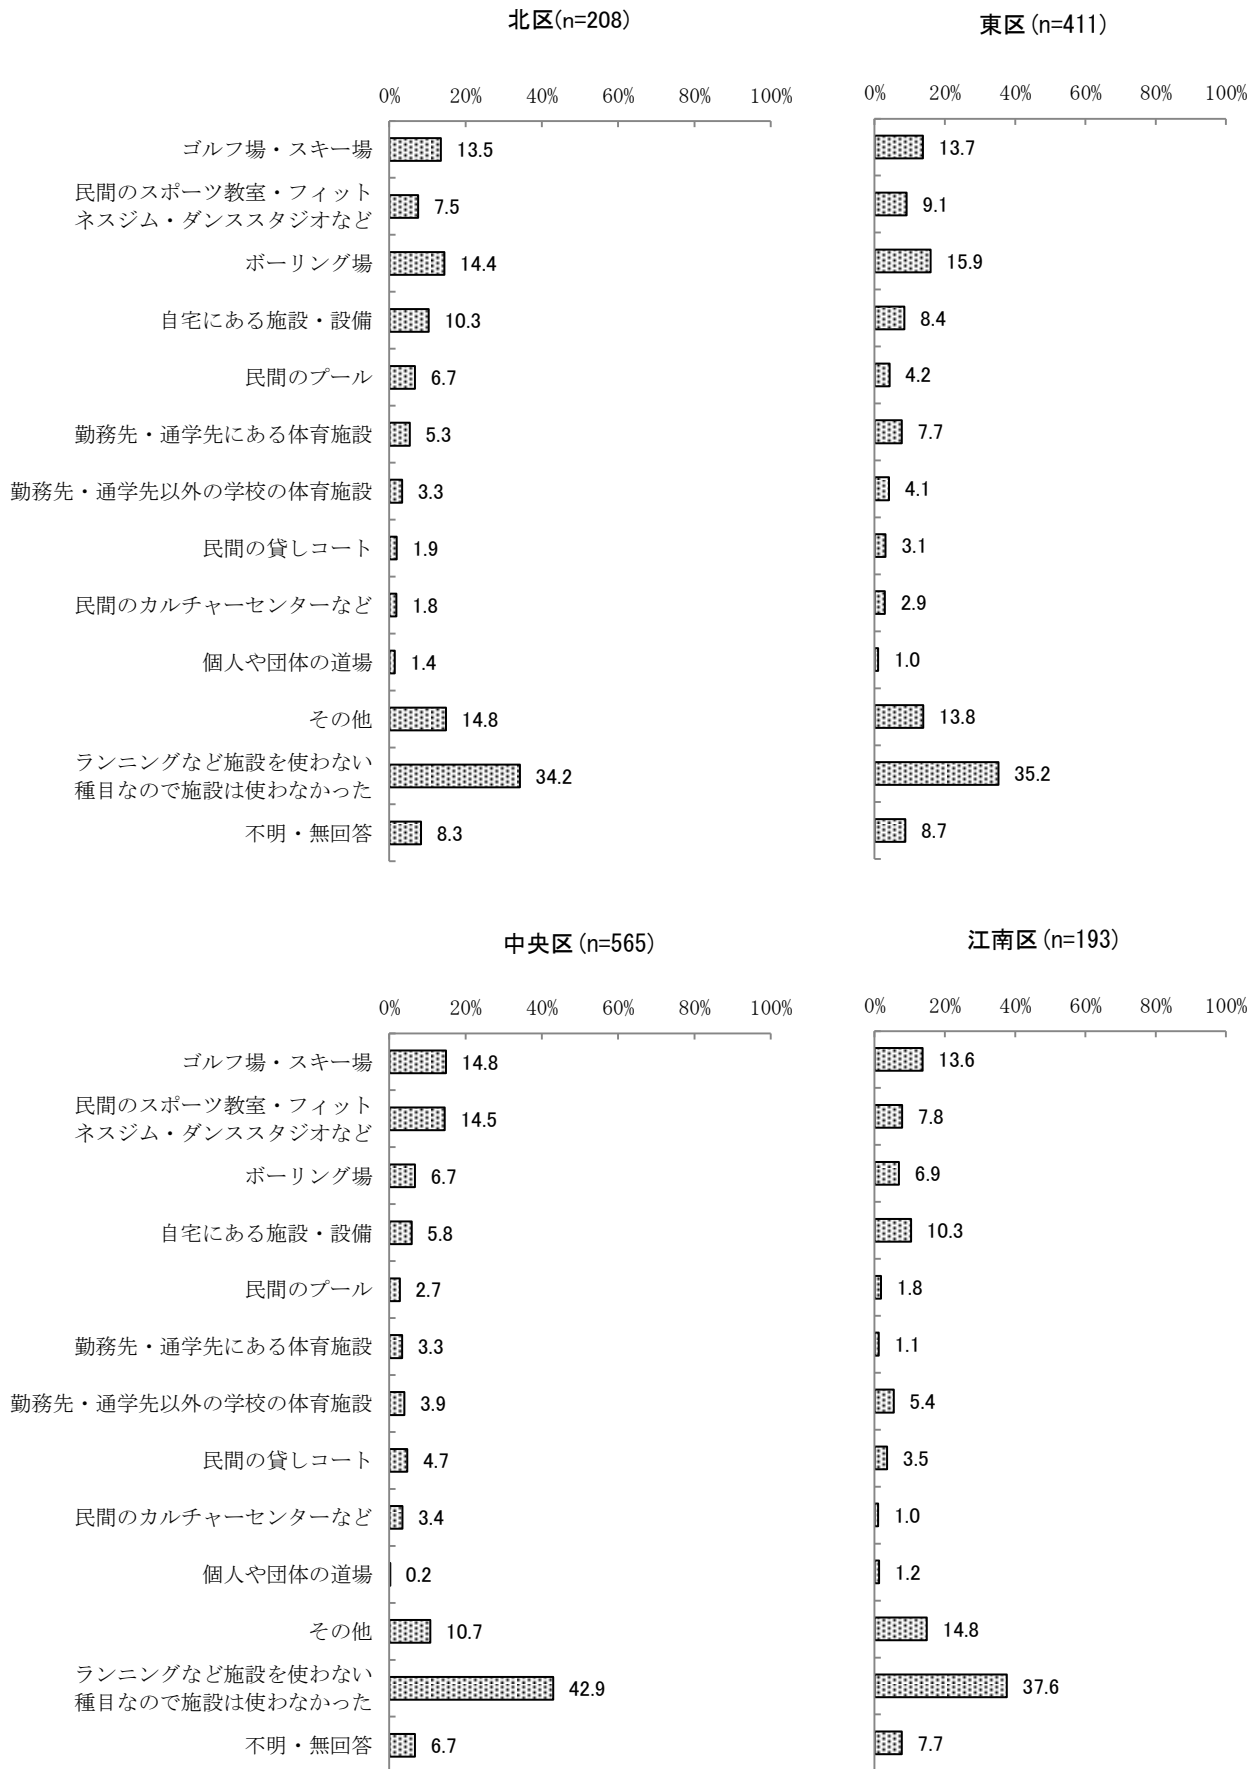 北区(n=208)
東区(n=411)
0% 20% 40% 60% 80% 100%
0% 20% 40% 60% 80% 100%
ゴルフ場・スキー場 13.5 13.7
民間のスポーツ教室・フィット
ネスジム・ダンススタジオなど 7.5 9.1
ボーリング場 14.4 15.9
自宅にある施設・設備 10.3 8.4
民間のプール 6.7 4.2
勤務先・通学先にある体育施設 5.3 7.7
勤務先・通学先以外の学校の体育施設 3.3 4.1
民間の貸しコート 1.9 3.1
民間のカルチャーセンターなど 1.8 2.9
個人や団体の道場 1.4 1.0
その他 14.8 13.8
ランニングなど施設を使わない
種目なので施設は使わなかった 34.2 35.2
不明・無回答 8.3 8.7
中央区(n=565)
江南区(n=193)
0% 20% 40% 60% 80% 100%
0% 20% 40% 60% 80% 100%
ゴルフ場・スキー場 14.8 13.6
民間のスポーツ教室・フィット
ネスジム・ダンススタジオなど 14.5 7.8
ボーリング場 6.7 6.9
自宅にある施設・設備 5.8 10.3
民間のプール 2.7 1.8
勤務先・通学先にある体育施設 3.3 1.1
勤務先・通学先以外の学校の体育施設 3.9 5.4
民間の貸しコート 4.7 3.5
民間のカルチャーセンターなど 3.4 1.0
個人や団体の道場 0.2 1.2
その他 10.7 14.8
ランニングなど施設を使わない
種目なので施設は使わなかった 42.9 37.6
不明・無回答 6.7 7.7